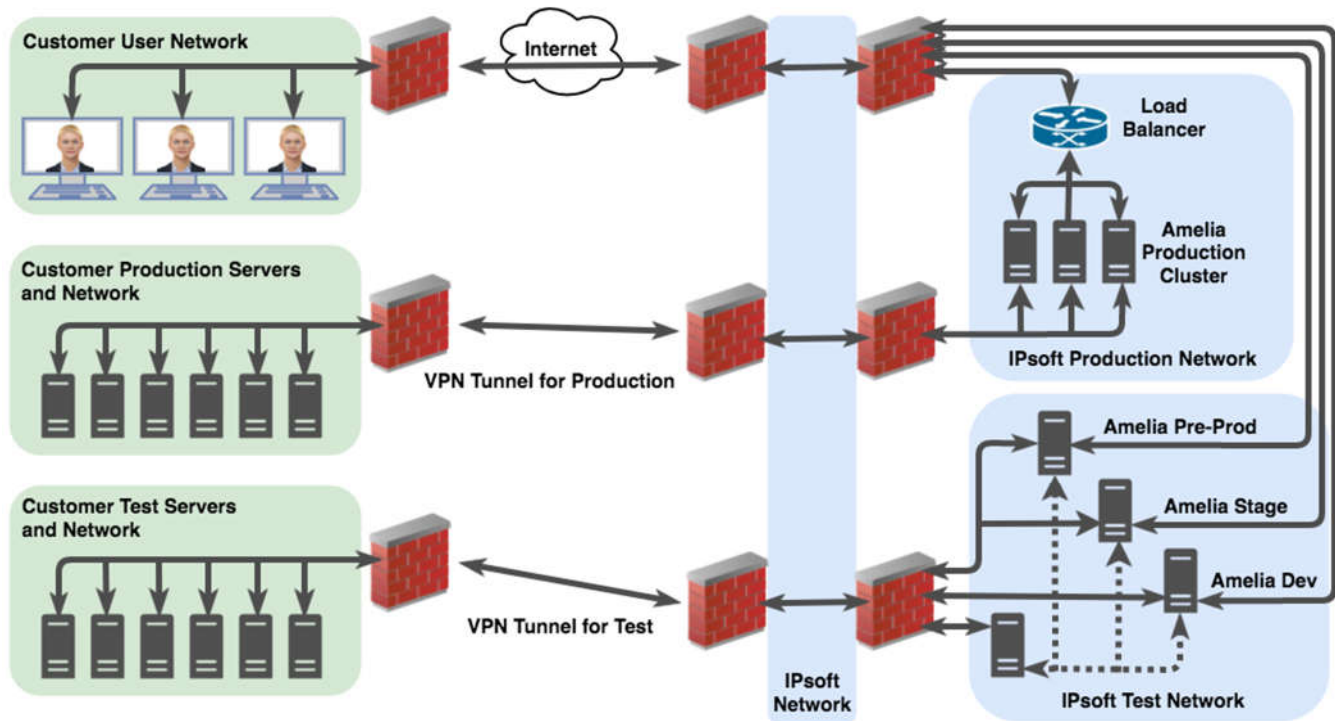 Customer User Network
Internet
Load
Balancer
Amelia
Production
Cluster
IPsoft Production Network
Customer Production Servers
and Network
VPN Tunnel for Production
Amelia Pre-Prod
Amelia Stage
Amelia Dev
Customer Test Servers
and Network
VPN Tunnel for Test
IPsoft
Network
IPsoft Test Network